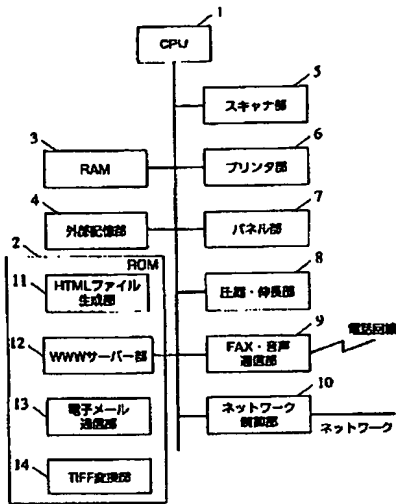 1
CPU
5
スキャナ部
3
RAM
6
プリンタ部
4
外部記憶部
7
パネル部
2
ROM
11
HTMLファイル
生成部
8
圧縮・伸長部
12
WWWサーバー部
9
FAX・音声
通信部
電話回線
13
電子メール
通信部
10
ネットワーク
制御部
ネットワーク
14
TIFF変換部